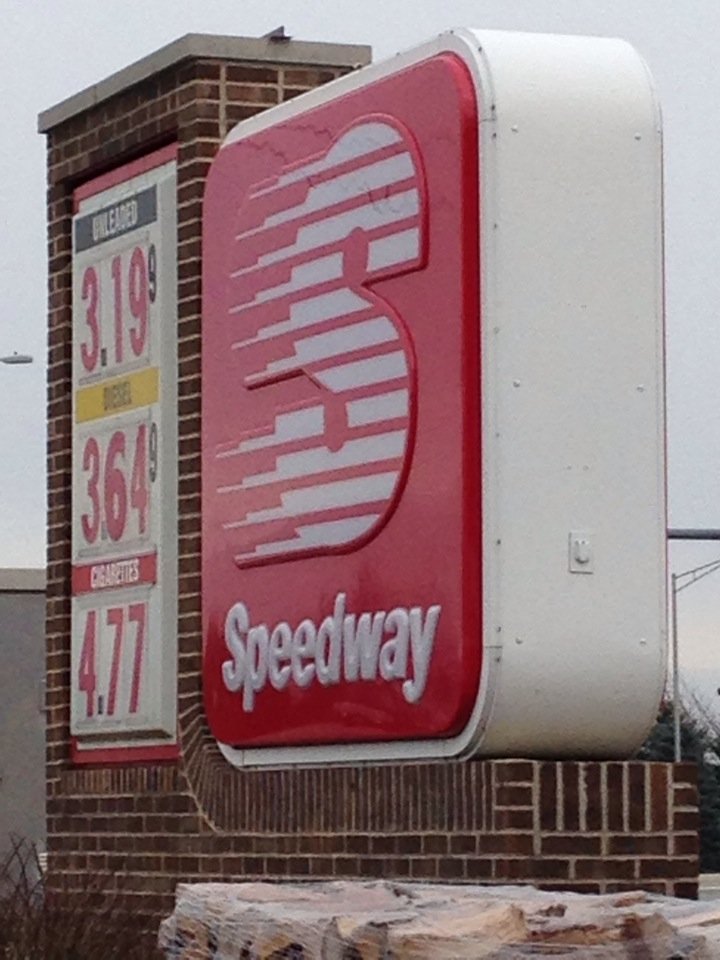 UNLEADED
3.19 9
DIESEL
3.64 9
CIGARETTES
4.77
S
Speedway